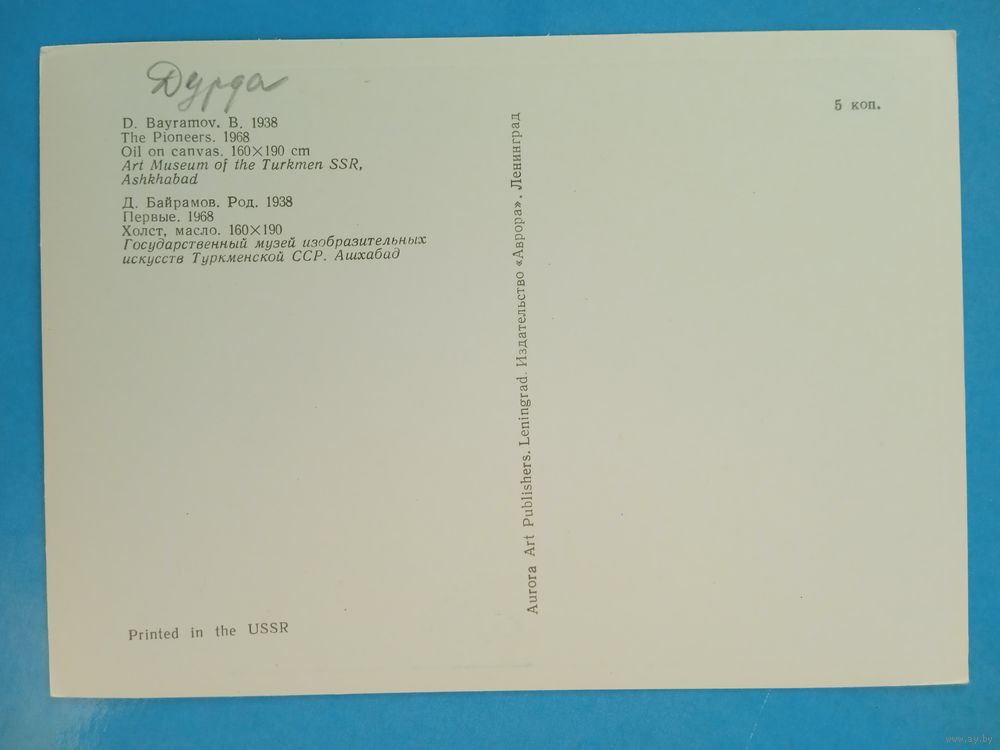 Дурда
D. Bayramov. B. 1938
The Pioneers. 1968
Oil on canvas. 160×190 cm
Art Museum of the Turkmen SSR,
Ashkhabad
Д. Байрамов. Род. 1938
Первые. 1968
Холст, масло. 160×190
Государственный музей изобразительных
искусств Туркменской ССР. Ашхабад
Printed in the USSR
Aurora Art Publishers. Leningrad. Издательство «Аврора». Ленинград
5 коп.
www.ay.by